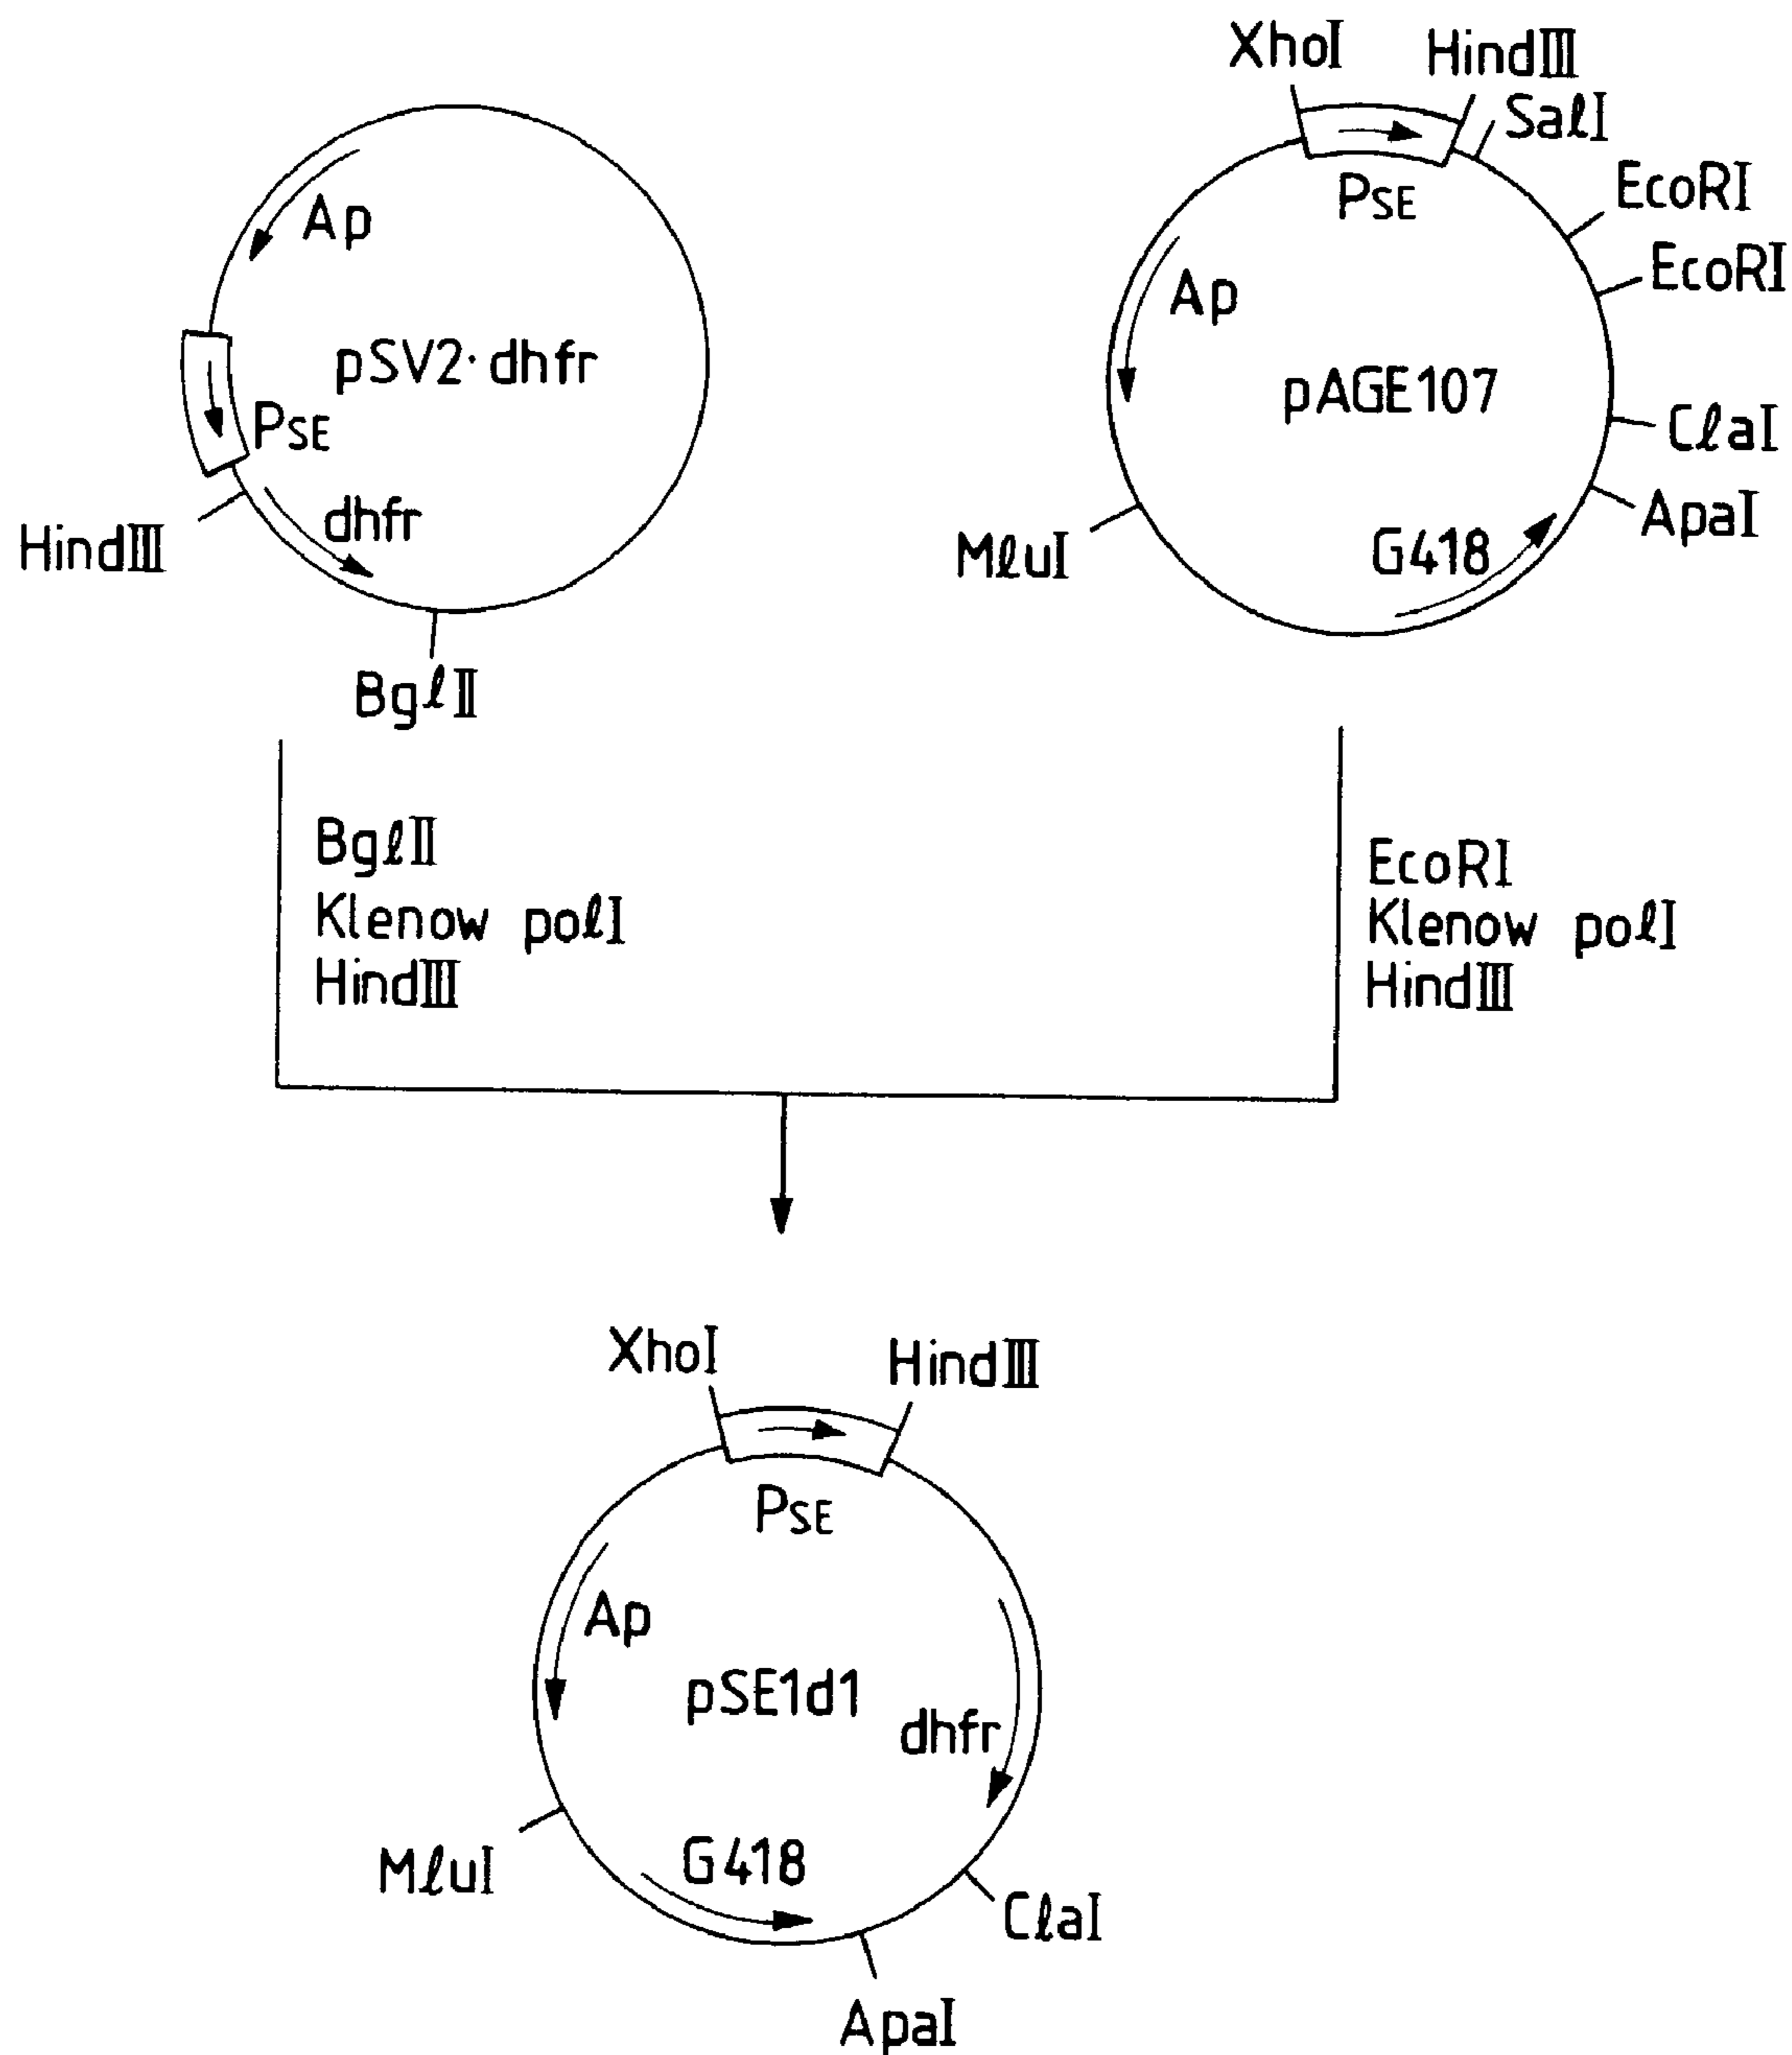 Ap
pSV2·dhfr
PSE
dhfr
HindⅢ
BglⅡ
XhoI
HindⅢ
SalI
EcoRI
EcoRI
PSE
Ap
pAGE107
ClaI
ApaI
G418
MluI
BglⅡ
Klenow polI
HindⅢ
EcoRI
Klenow polI
HindⅢ
XhoI
HindⅢ
PSE
Ap
pSE1d1
dhfr
G418
MluI
ClaI
ApaI